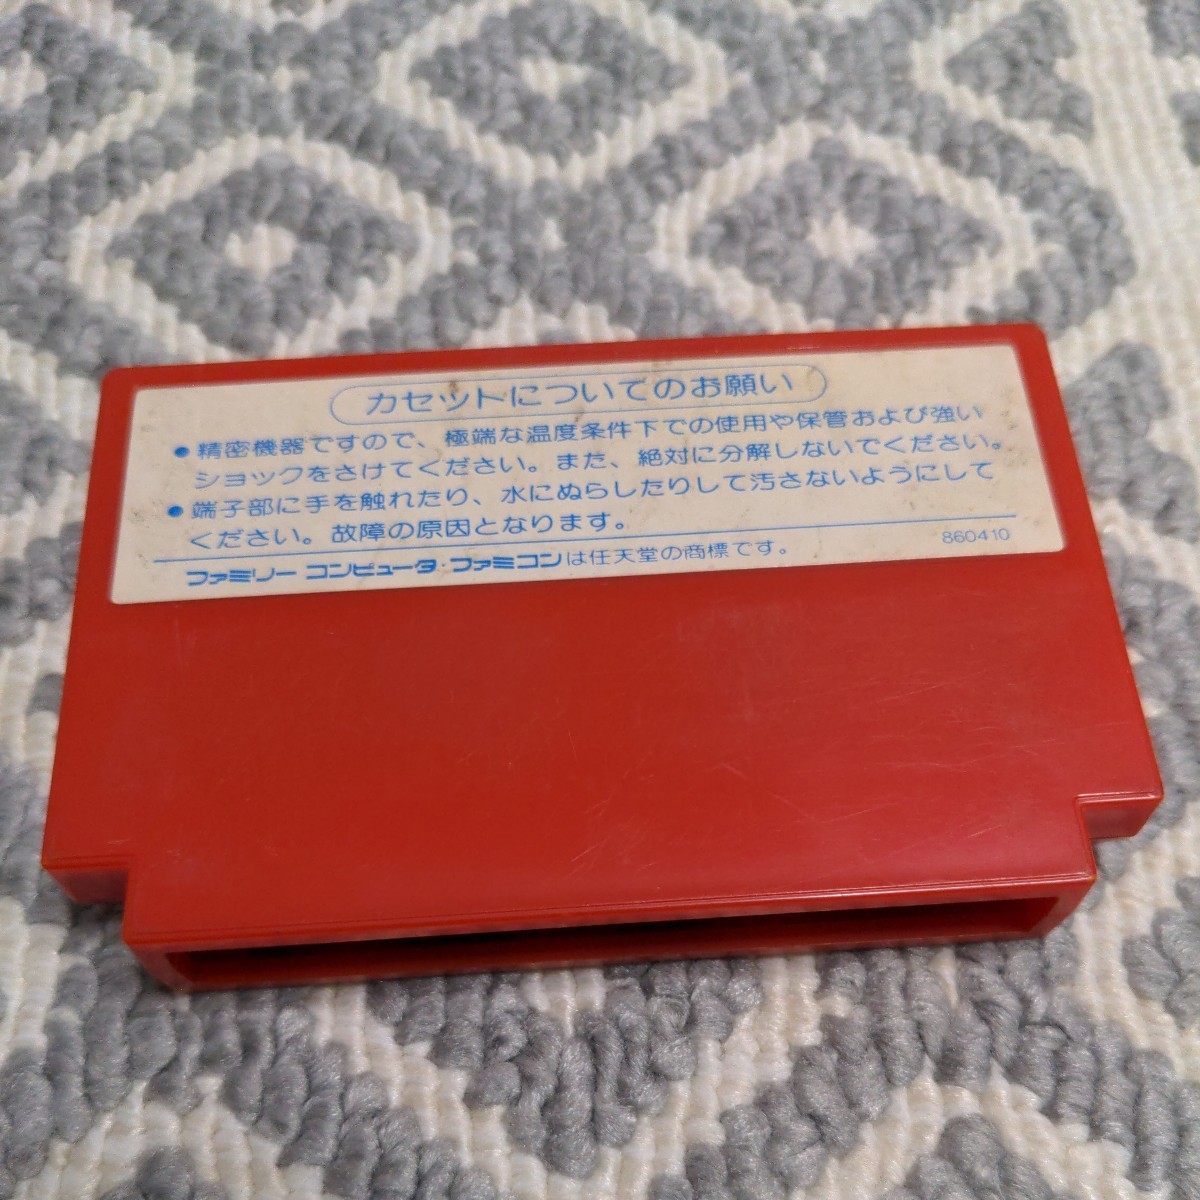 カセットについてのお願い
●精密機器ですので、極端な温度条件下での使用や保管および強い
ショックをさけてください。また、絶対に分解しないでください。
●端子部に手を触れたり、水にぬらしたりして汚さないようにして
ください。故障の原因となります。
860410
ファミリーコンピュータ・ファミコンは任天堂の商標です。